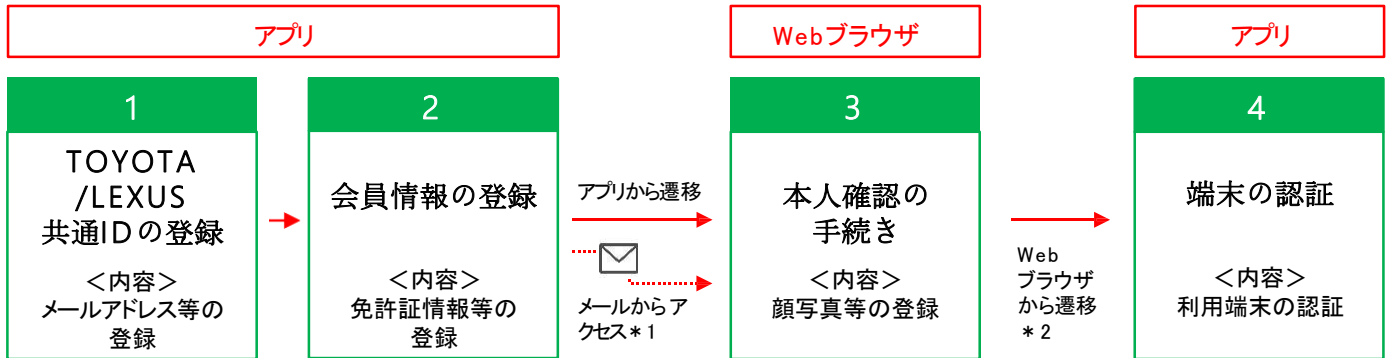 アプリ
Webブラウザ
アプリ
1
TOYOTA
/LEXUS
共通IDの登録
＜内容＞
メールアドレス等の
登録
2
会員情報の登録
＜内容＞
免許証情報等の
登録
アプリから遷移
メールからア
クセス＊1
3
本人確認の
手続き
＜内容＞
顔写真等の登録
Web
ブラウザ
から遷移
＊2
4
端末の認証
＜内容＞
利用端末の認証